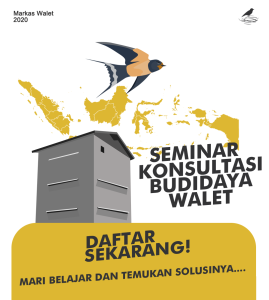 Markas Walet
2020
SEMINAR
KONSULTASI
BUDIDAYA
WALET
DAFTAR
SEKARANG!
MARI BELAJAR DAN TEMUKAN SOLUSINYA....